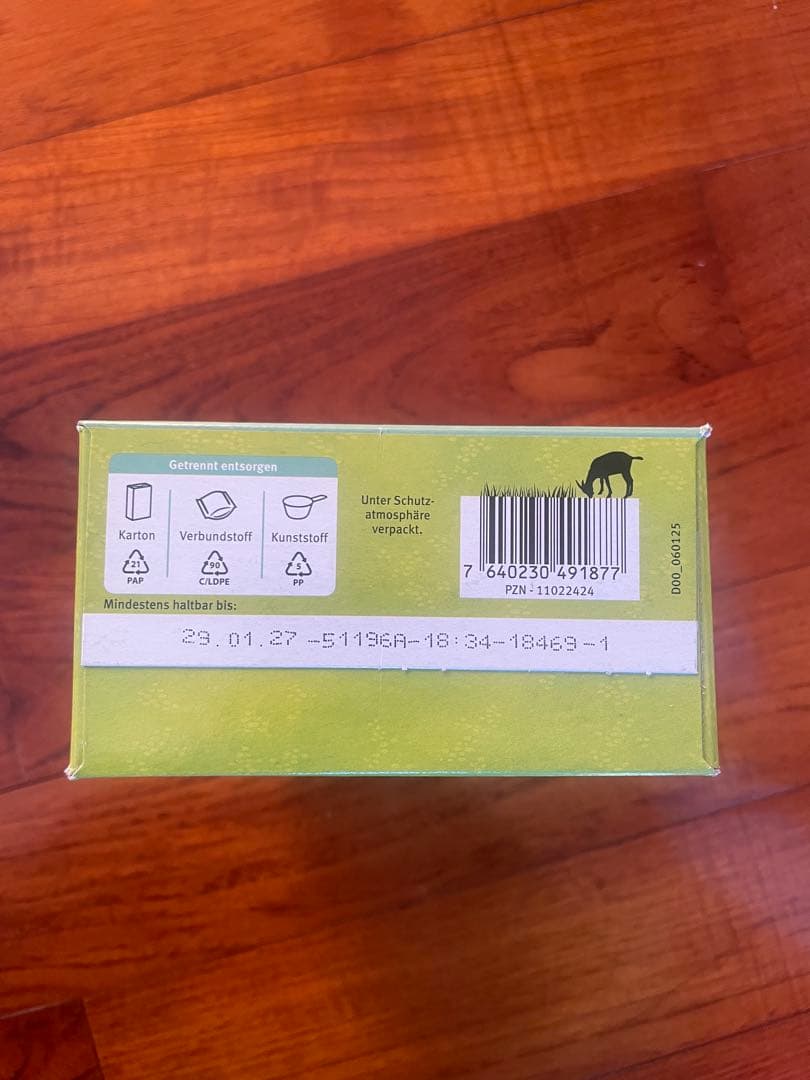 Getrennt entsorgen
Karton
Verbundstoff
Kunststoff
21
PAP
90
C/LDPE
5
PP
Unter Schutz-
atmosphäre
verpackt.
7 640230 491877
PZN - 11022424
D00_060125
Mindestens haltbar bis:
29.01.27 -51196A-18:34-18469-1